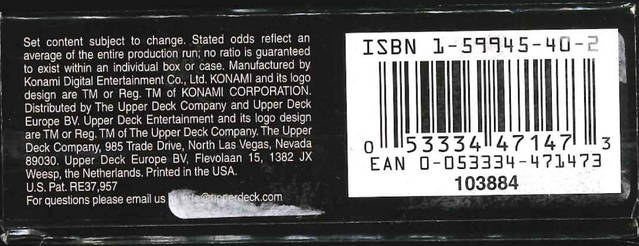 Set content subject to change. Stated odds reflect an
average of the entire production run; no ratio is guaranteed
to exist within an individual box or case. Manufactured by
Konami Digital Entertainment Co., Ltd. KONAMI and its logo
design are TM or Reg. TM of KONAMI CORPORATION.
Distributed by The Upper Deck Company and Upper Deck
Europe BV. Upper Deck Entertainment and its logo design
are TM or Reg. TM of The Upper Deck Company. The Upper
Deck Company, 985 Trade Drive, North Las Vegas, Nevada
89030. Upper Deck Europe BV, Flevolaan 15, 1382 JX
Weesp, the Netherlands. Printed in the USA.
U.S. Pat. RE37,957
For questions please email us
ISBN 1-59945-40-2
0 53334 47147 3
EAN 0-053334-471473
103884